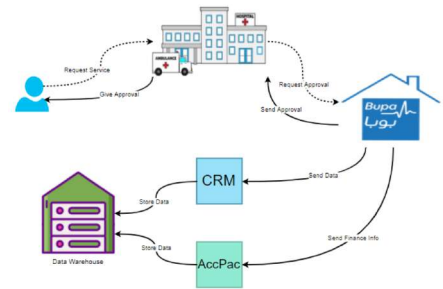 HOSPITAL
AMBULANCE
Request Service
Give Approval
Request Approval
Send Approval
Bupa
بوبا
CRM
Send Data
Store Data
Send Finance Info
Store Data
AccPac
Data Warehouse